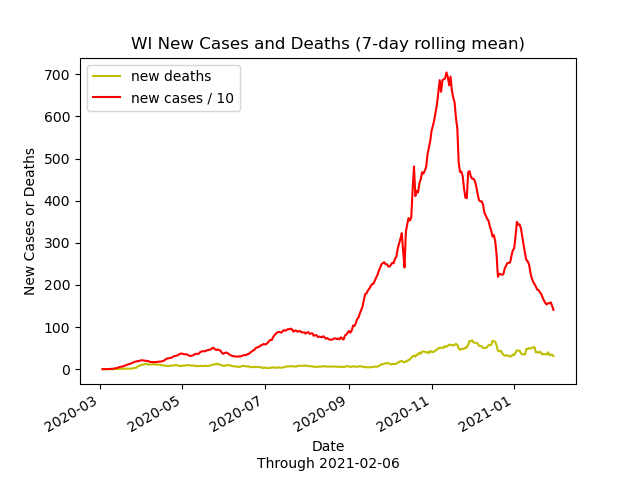 WI New Cases and Deaths (7-day rolling mean)
new deaths
new cases / 10
New Cases or Deaths
700
600
500
400
300
200
100
0
2020-03
2020-05
2020-07
2020-09
2020-11
2021-01
Date
Through 2021-02-06